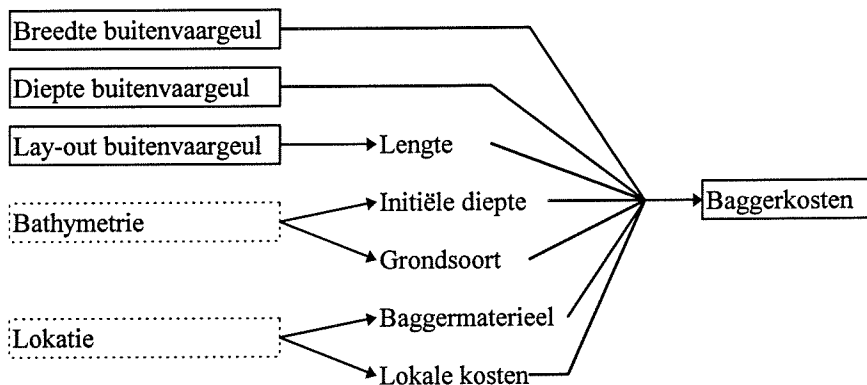 Breedte buitenvaargeul
Diepte buitenvaargeul
Lay-out buitenvaargeul
Lengte
Initiële diepte
Baggerkosten
Bathymetrie
Grondsoort
Baggermaterieel
Lokatie
Lokale kosten